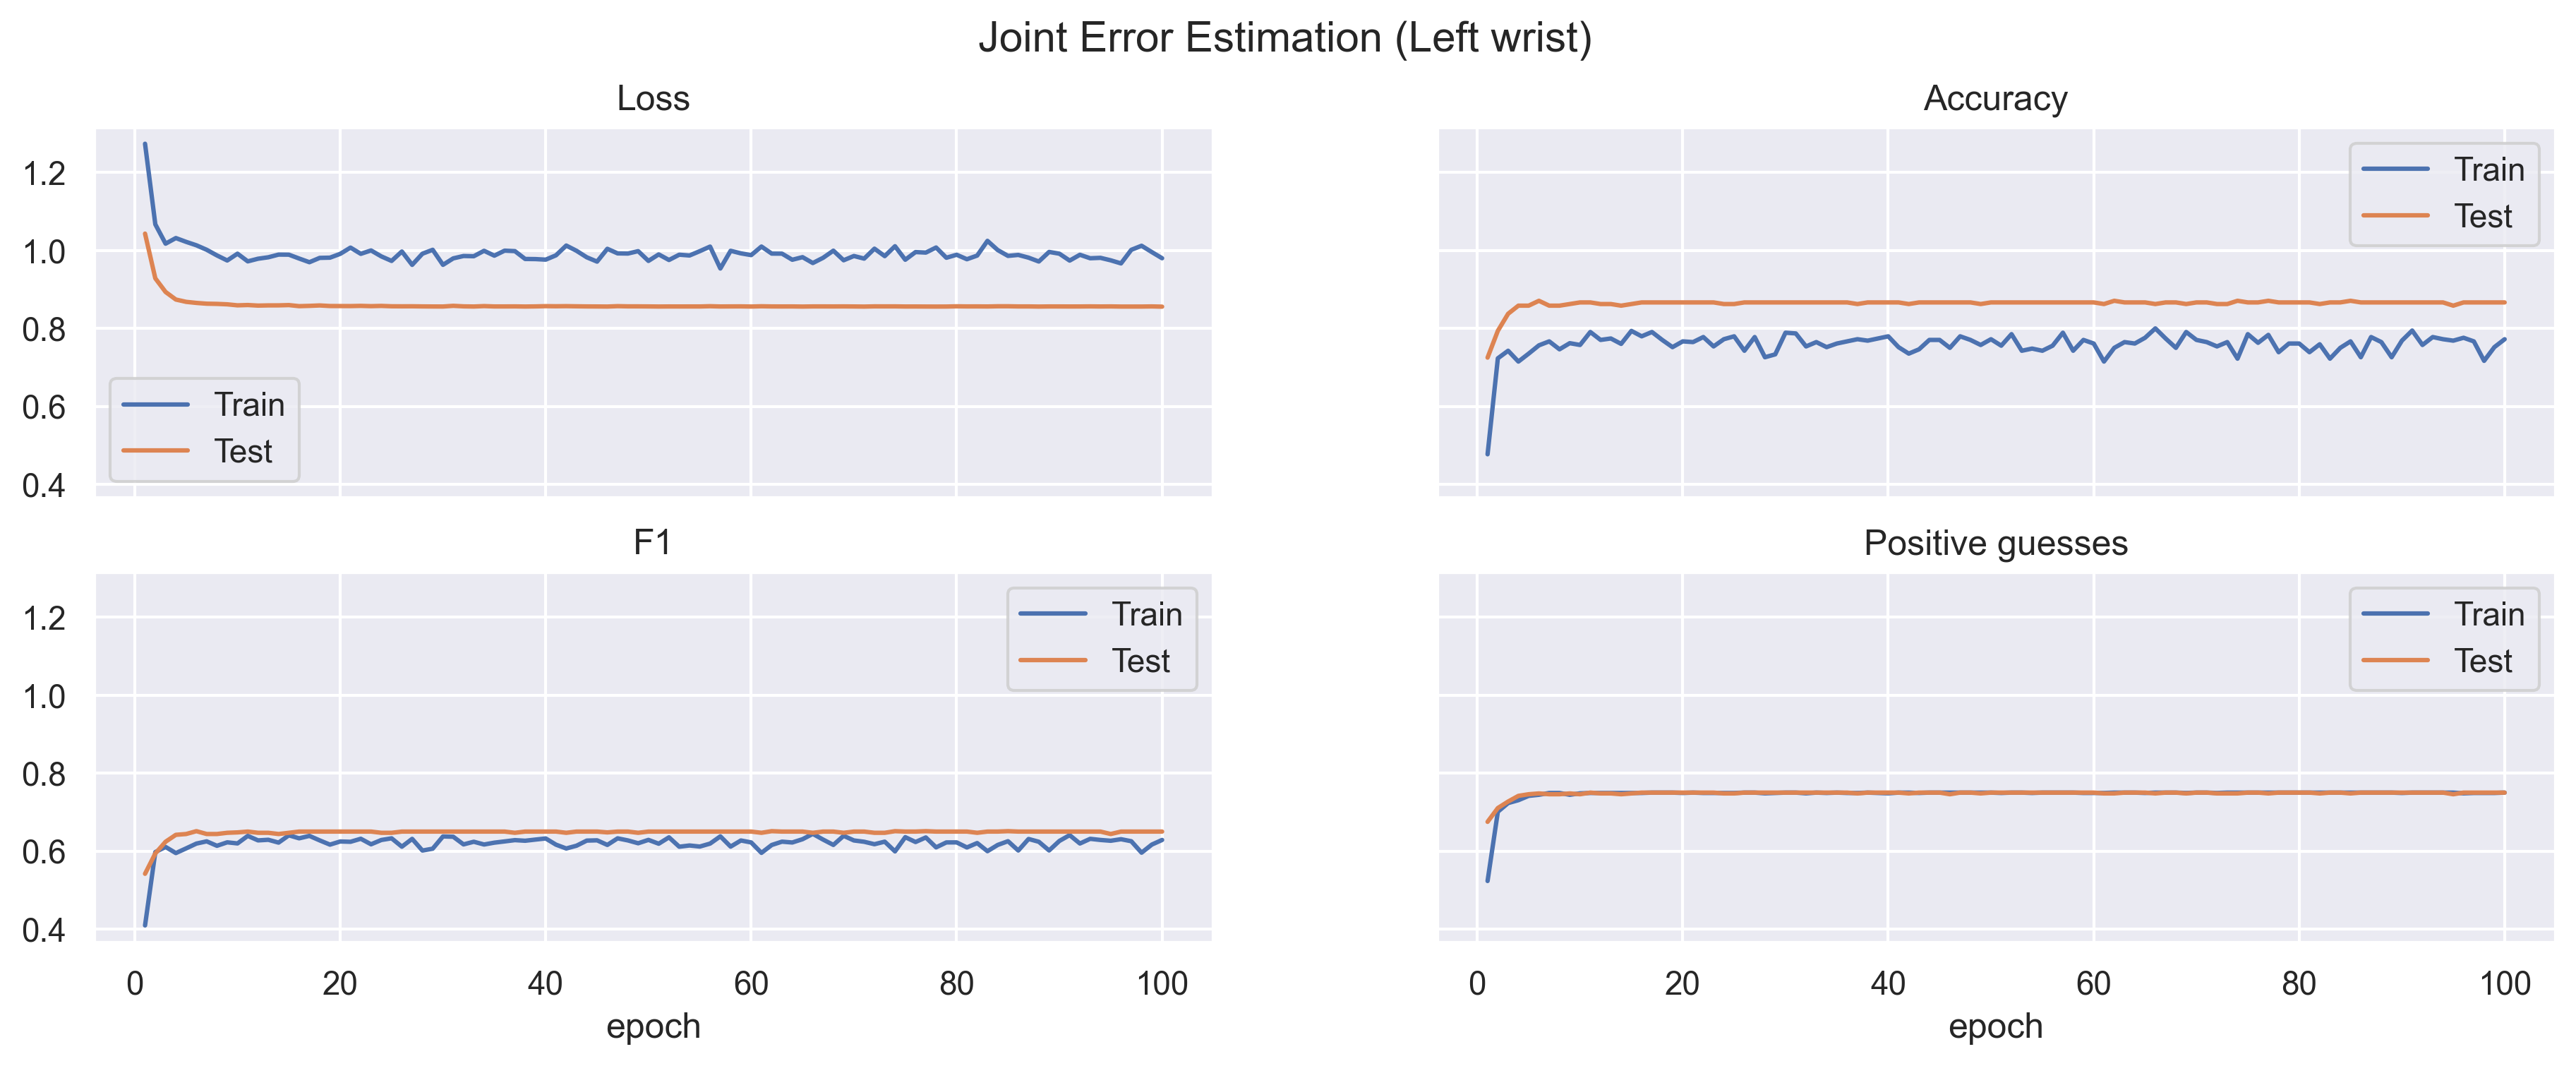 Joint Error Estimation (Left wrist)
Loss
1.2
1.0
0.8
0.6
0.4
Train
Test
Accuracy
Train
Test
F1
1.2
1.0
0.8
0.6
0.4
Train
Test
0 20 40 60 80 100
epoch
Positive guesses
Train
Test
0 20 40 60 80 100
epoch